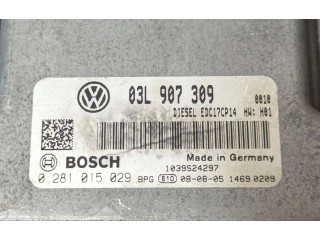 03L 907 309 0010
DIESEL EDC17CP14 HW: H01
BOSCH Made in Germany
1039S24297
0 281 015 029 BPG 810 08-08-05 1469 0209